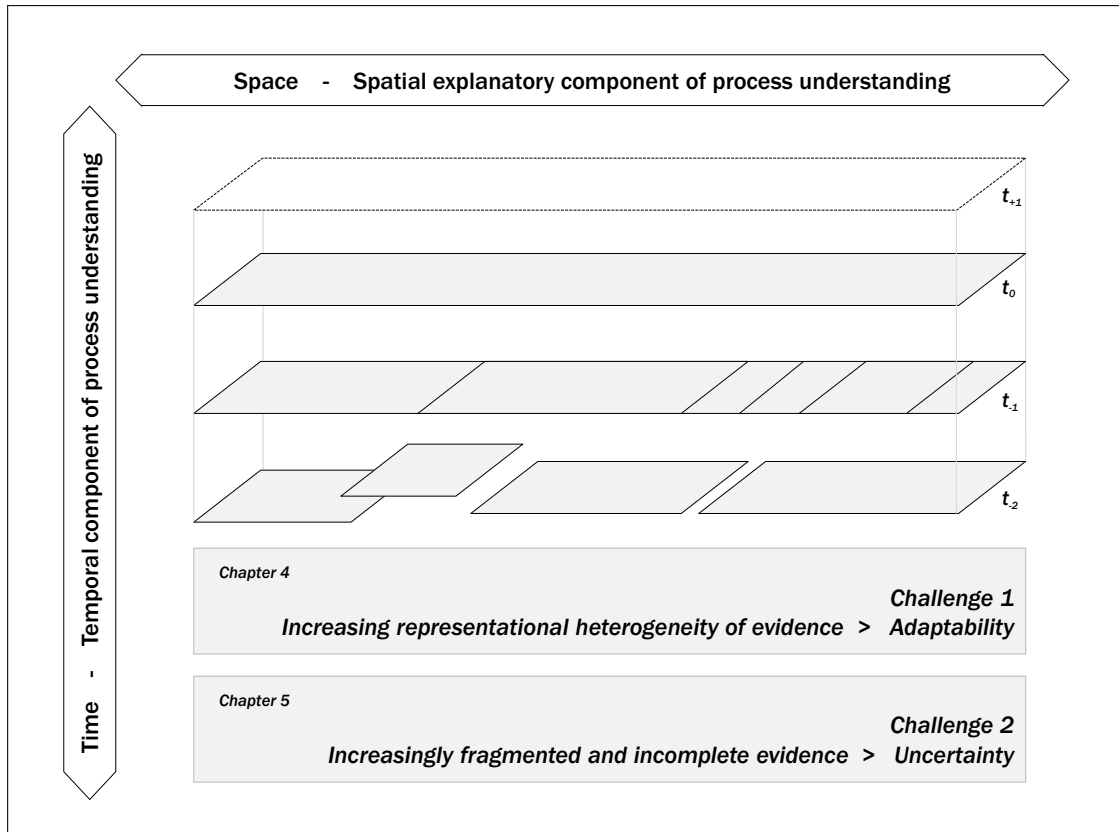 Space - Spatial explanatory component of process understanding
Time - Temporal component of process understanding
t+1
t0
t-1
t-2
Chapter 4
Challenge 1
Increasing representational heterogeneity of evidence > Adaptability
Chapter 5
Challenge 2
Increasingly fragmented and incomplete evidence > Uncertainty